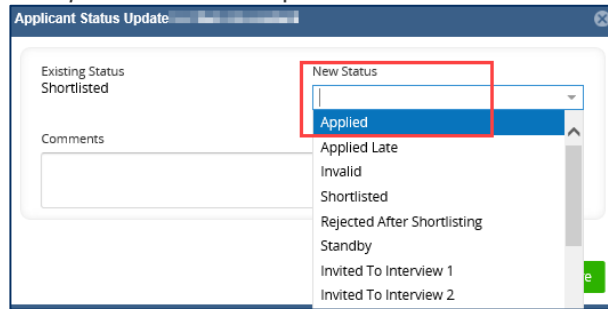 Applicant Status Update
Existing Status
Shortlisted
New Status
Applied
Applied Late
Invalid
Shortlisted
Rejected After Shortlisting
Standby
Invited To Interview 1
Invited To Interview 2
Comments